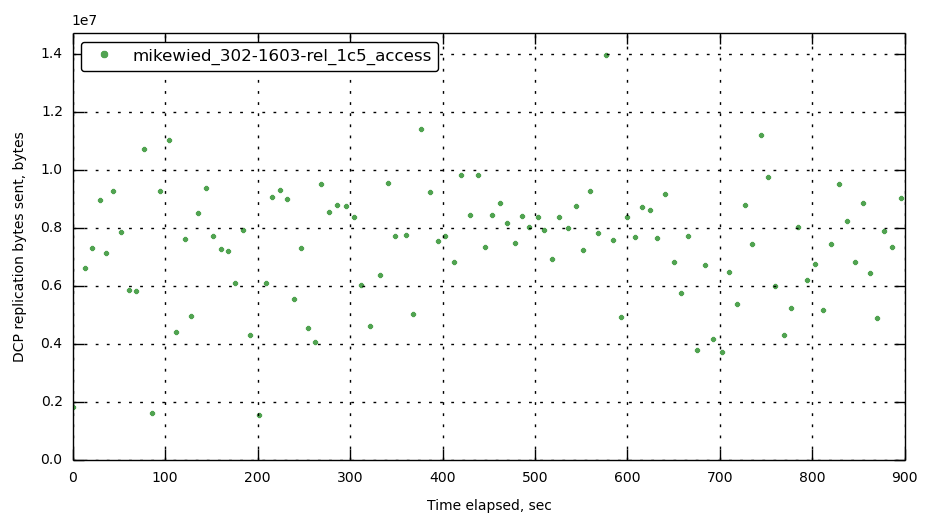 1e7
mikewied_302-1603-rel_1c5_access
1.4
1.2
1.0
0.8
0.6
0.4
0.2
0.0
DCP replication bytes sent, bytes
0 100 200 300 400 500 600 700 800 900
Time elapsed, sec